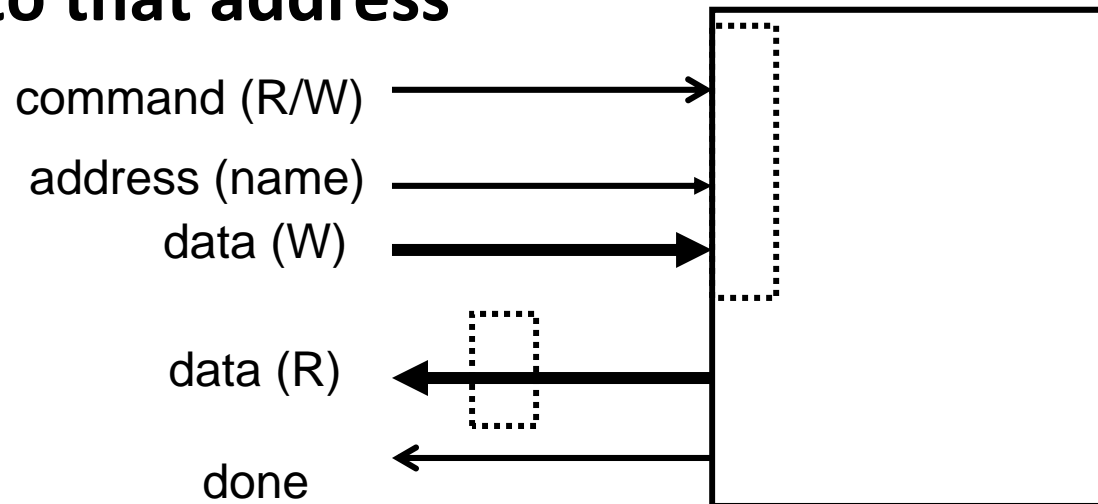 to that address
command (R/W)
address (name)
data (W)
data (R)
done